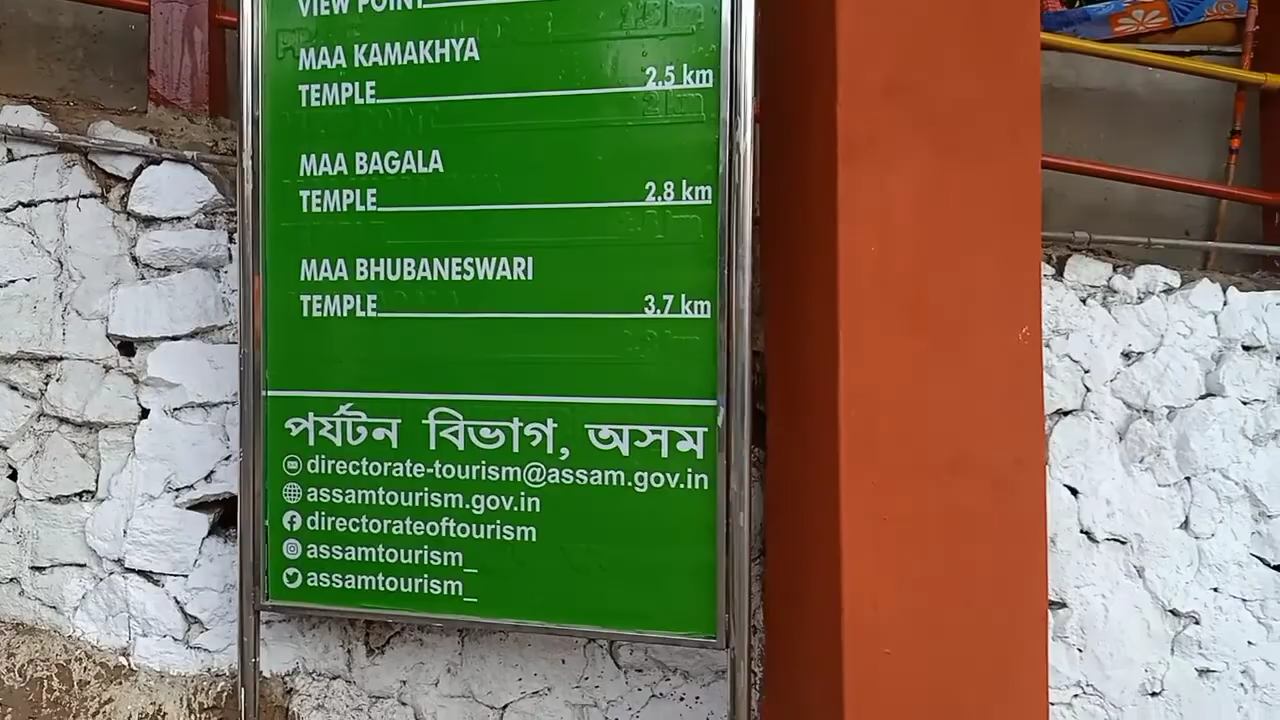 VIEW POINT
MAA KAMAKHYA
TEMPLE 2.5 km
MAA BAGALA
TEMPLE 2.8 km
MAA BHUBANESWARI
TEMPLE 3.7 km
পৰ্যটন বিভাগ, অসম
directorate-tourism@assam.gov.in
assamtourism.gov.in
directorateoftourism
assamtourism_
assamtourism_